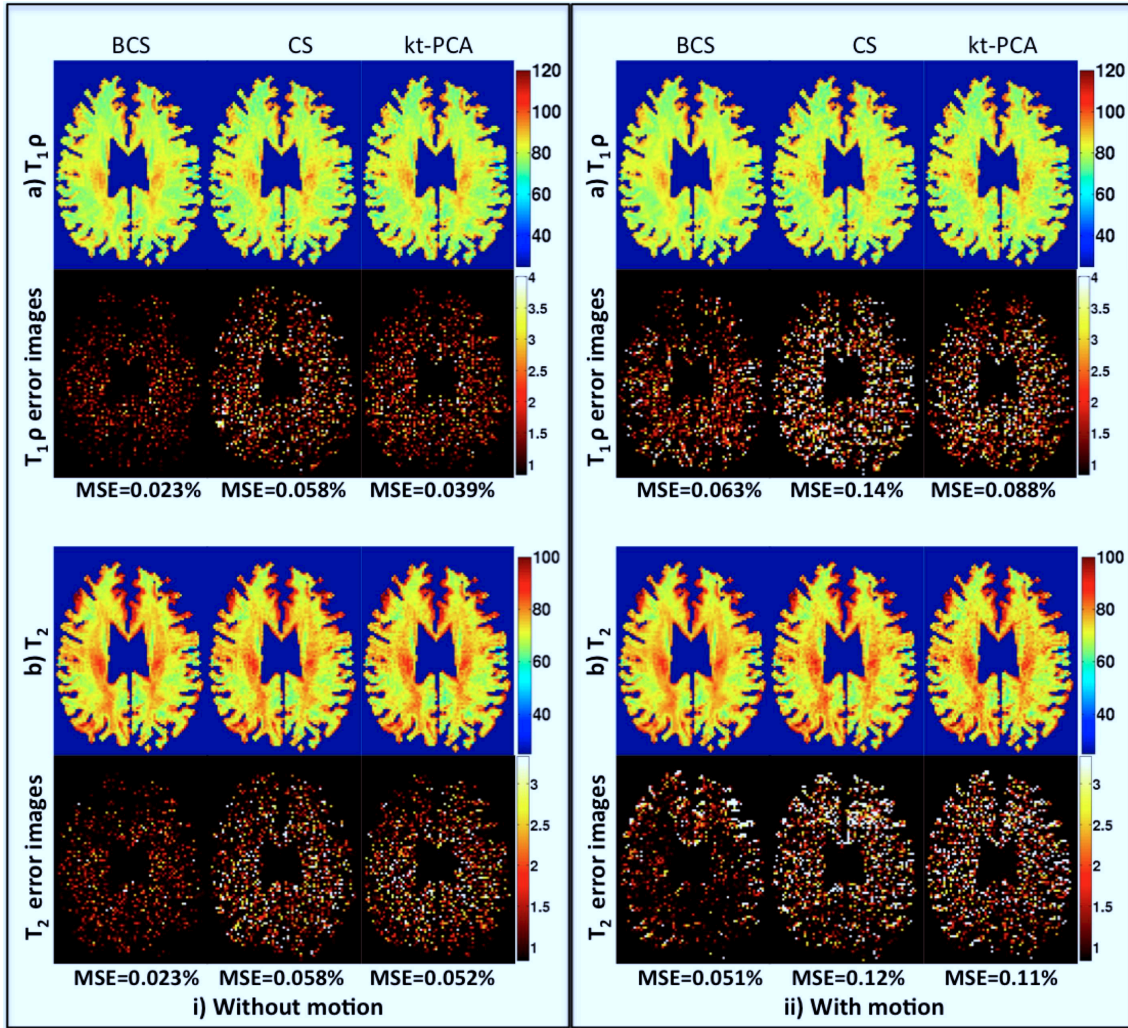 BCS CS kt-PCA
a) T1ρ
120
100
80
60
40
T1ρ error images
4
3.5
3
2.5
2
1.5
1
MSE=0.023% MSE=0.058% MSE=0.039%
b) T2
100
80
60
40
T2 error images
3
2.5
2
1.5
1
MSE=0.023% MSE=0.058% MSE=0.052%
i) Without motion
BCS CS kt-PCA
a) T1ρ
120
100
80
60
40
T1ρ error images
4
3.5
3
2.5
2
1.5
1
MSE=0.063% MSE=0.14% MSE=0.088%
b) T2
100
80
60
40
T2 error images
3
2.5
2
1.5
1
MSE=0.051% MSE=0.12% MSE=0.11%
ii) With motion